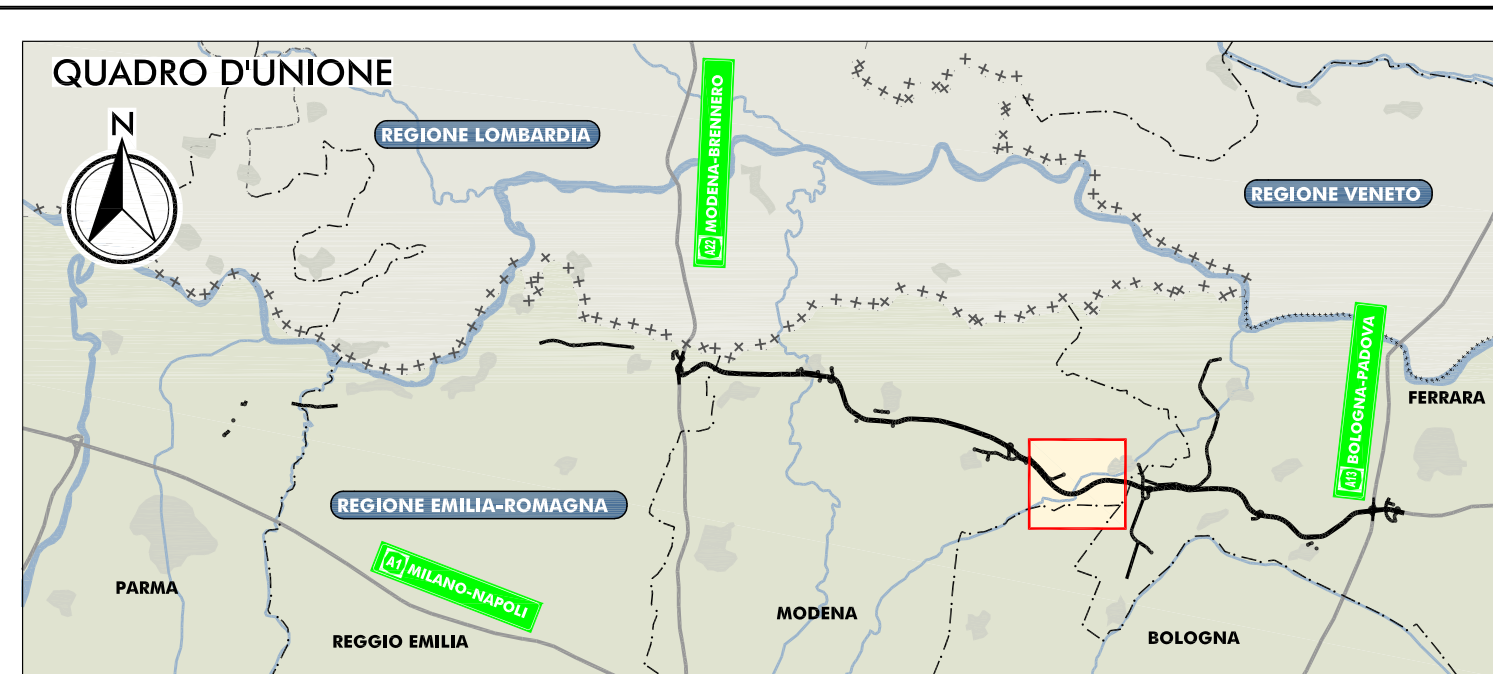 QUADRO D'UNIONE
N
REGIONE LOMBARDIA
A22 MODENA-BRENNERO
REGIONE VENETO
A13 BOLOGNA-PADOVA
FERRARA
REGIONE EMILIA-ROMAGNA
A1 MILANO-NAPOLI
PARMA
REGGIO EMILIA
MODENA
BOLOGNA